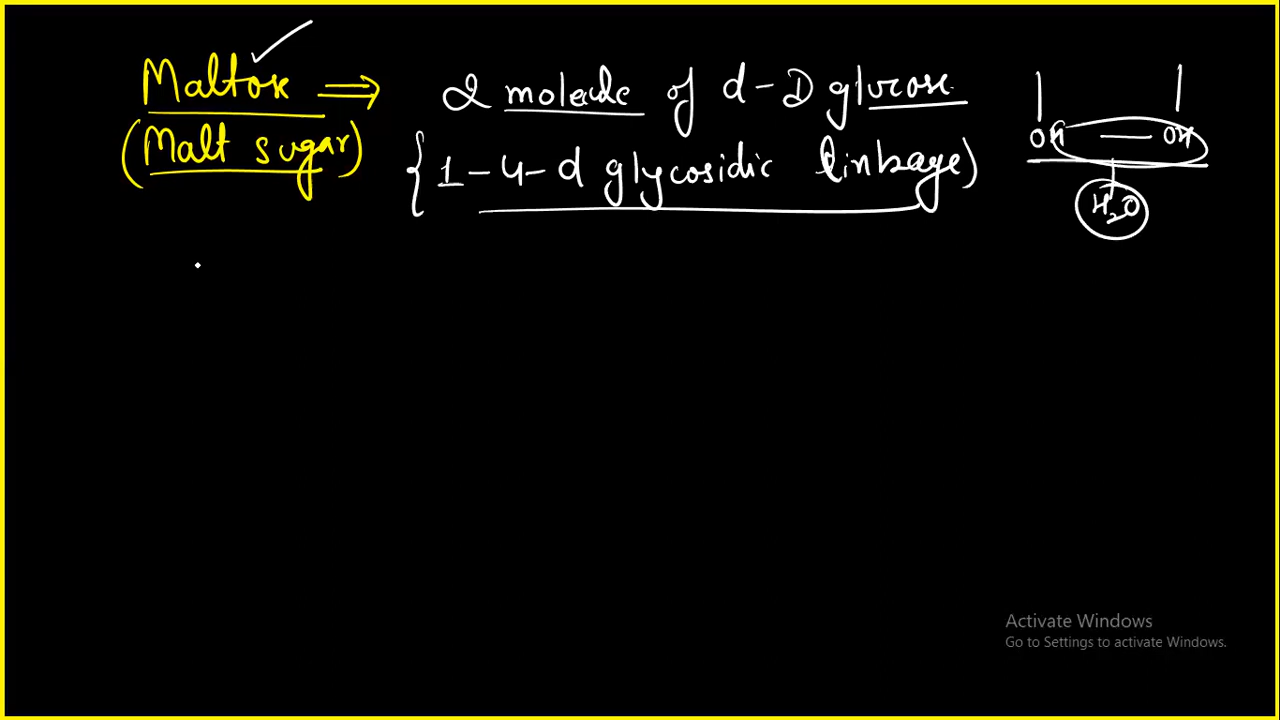 Maltose ⇒ 2 molecule of α-D glucose.
(Malt sugar) {1-4-α glycosidic linkage)
OH — OH
H₂O
Activate Windows
Go to Settings to activate Windows.